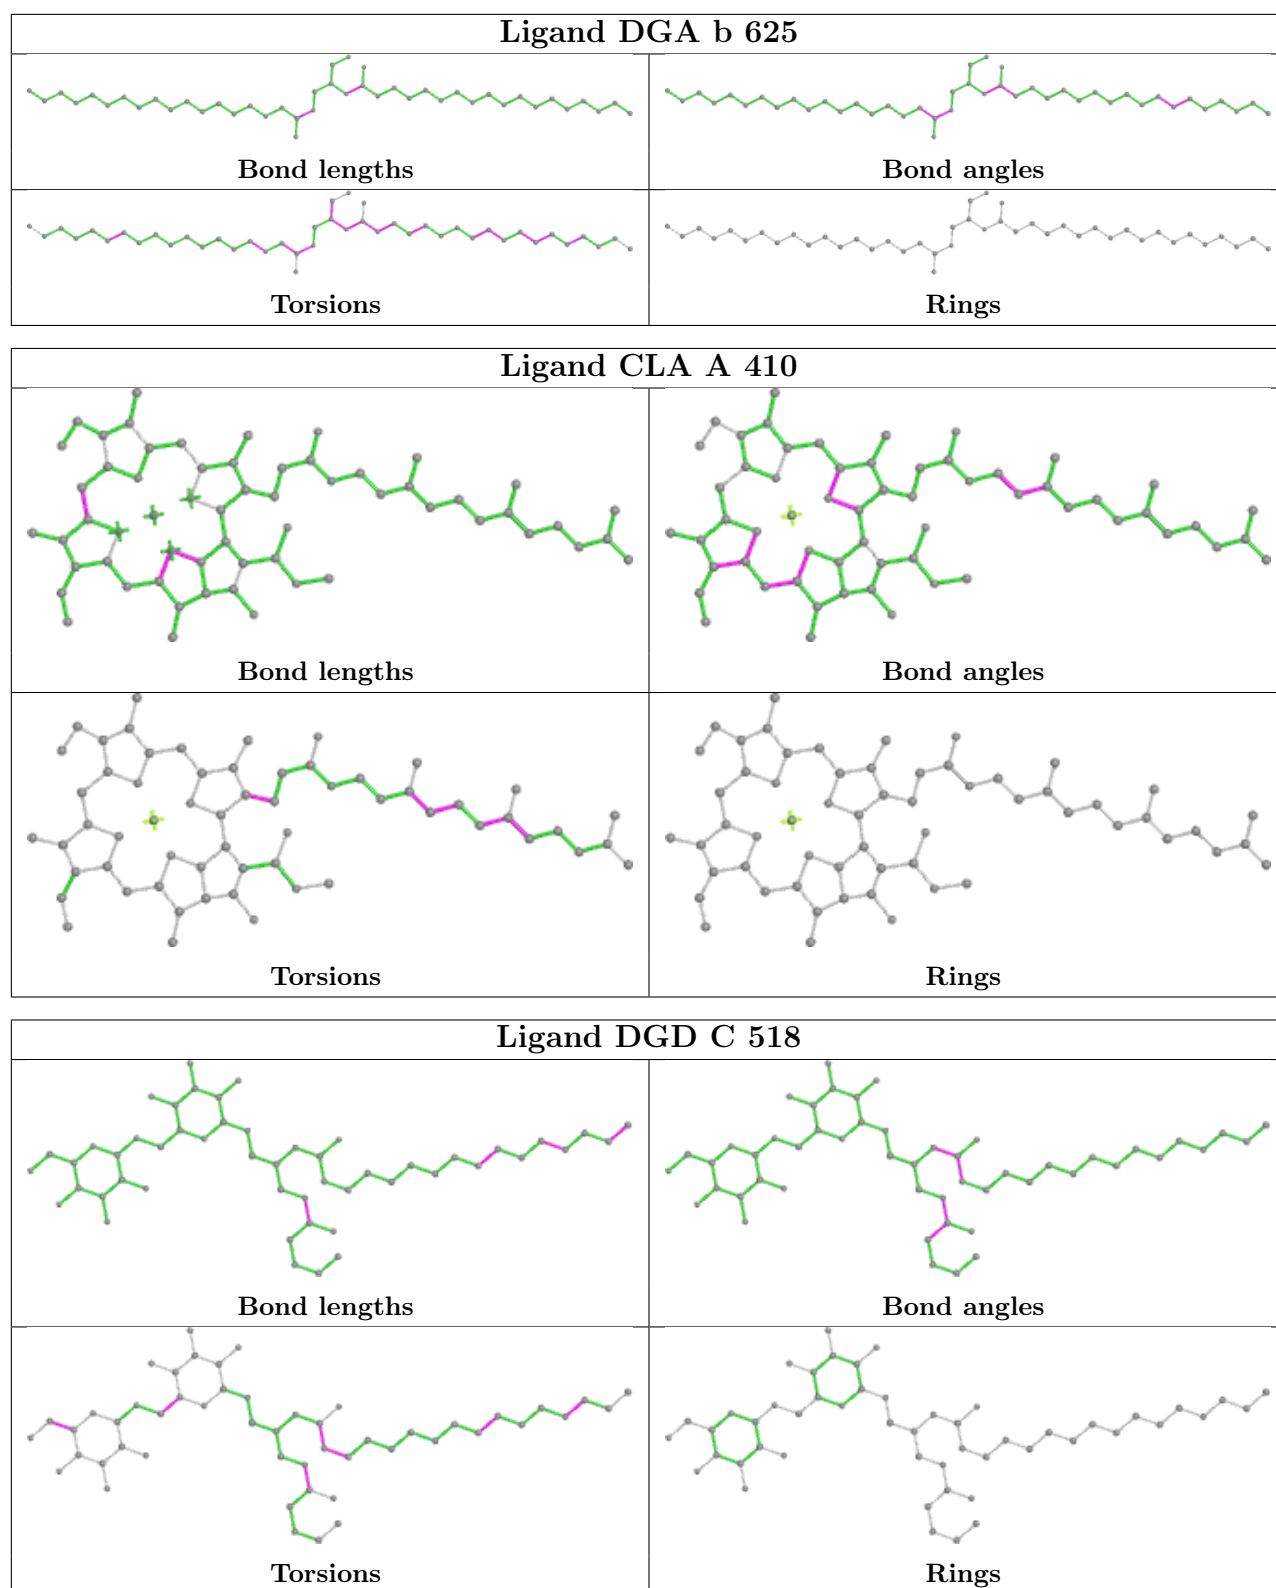 Ligand DGA b 625
Bond lengths
Bond angles
Torsions
Rings
Ligand CLA A 410
Bond lengths
Bond angles
Torsions
Rings
Ligand DGD C 518
Bond lengths
Bond angles
Torsions
Rings